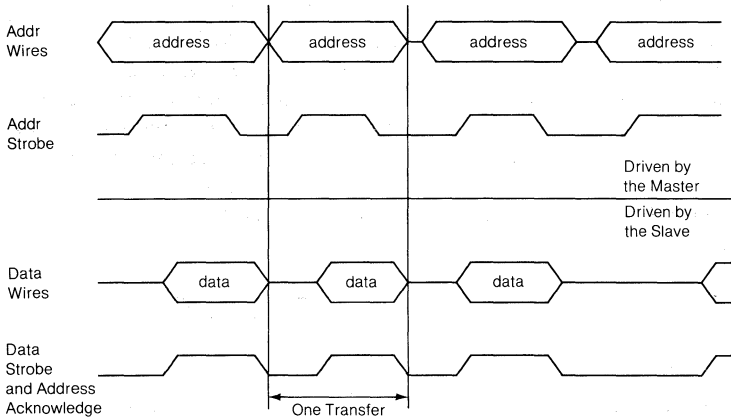 Addr
Wires
address
address
address
address
Addr
Strobe
Driven by
the Master
Driven by
the Slave
Data
Wires
data
data
data
Data
Strobe
and Address
Acknowledge
One Transfer